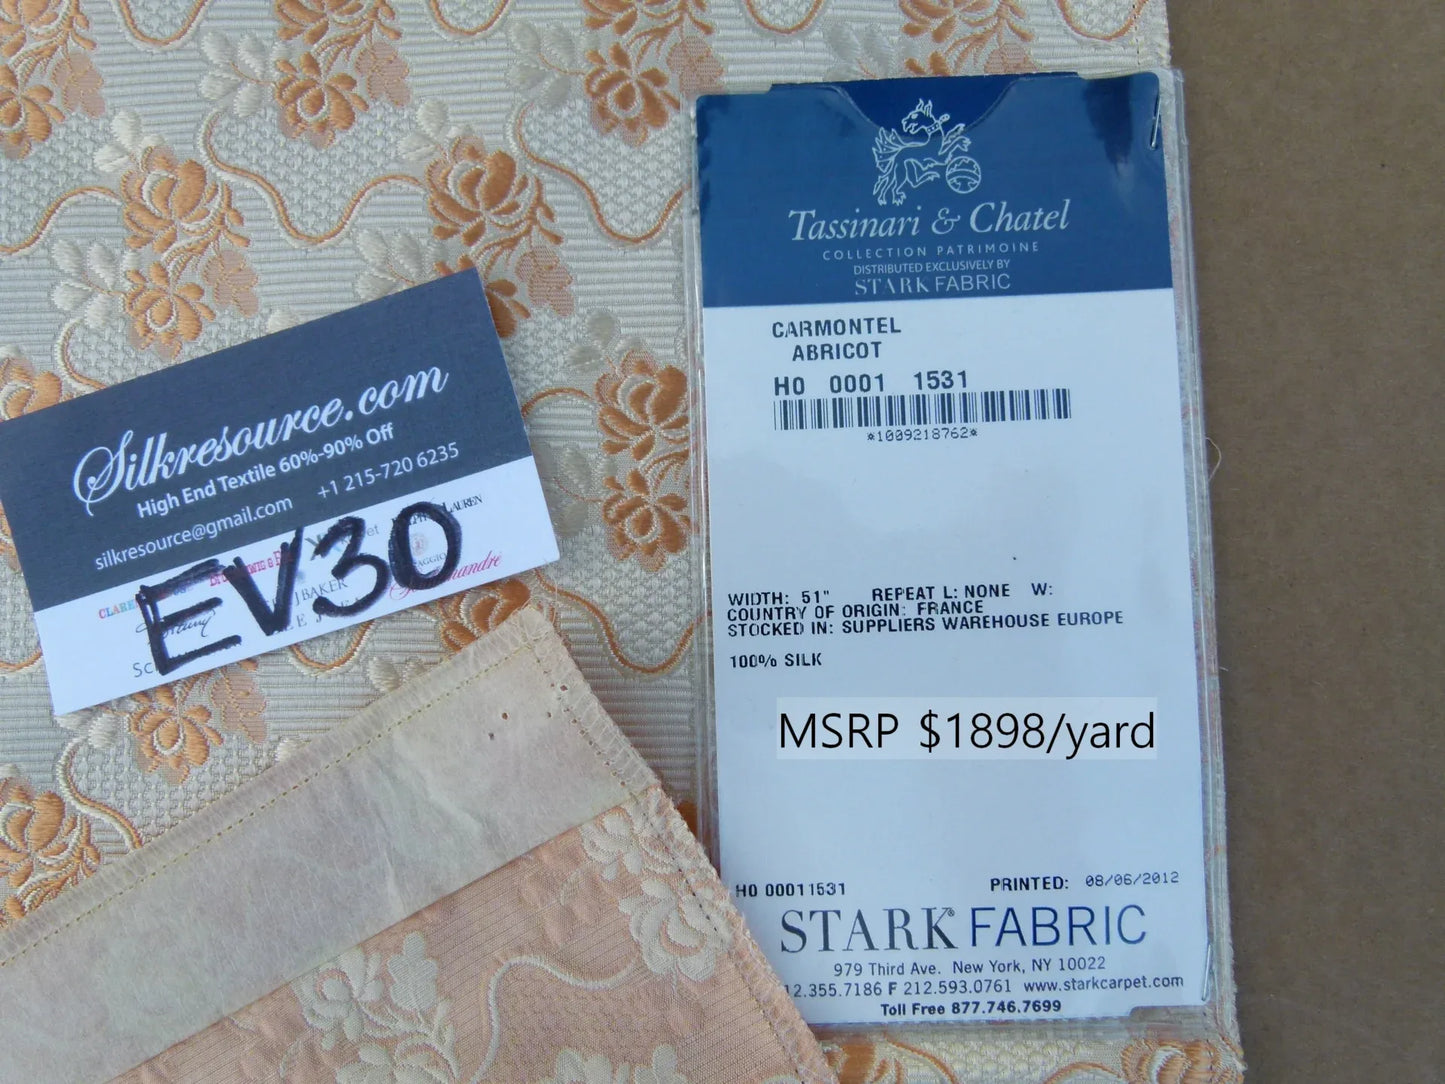 Tassinari & Chatel
COLLECTION PATRIMOINE
DISTRIBUTED EXCLUSIVELY BY
STARK FABRIC
CARMONTEL
ABRICOT
H0 0001 1531
*1009218762*
WIDTH: 51" REPEAT L: NONE W:
COUNTRY OF ORIGIN: FRANCE
STOCKED IN: SUPPLIERS WAREHOUSE EUROPE
100% SILK
MSRP $1898/yard
H0 00011531 PRINTED: 08/06/2012
STARK FABRIC
979 Third Ave. New York, NY 10022
12.355.7186 F 212.593.0761 www.starkcarpet.com
Toll Free 877.746.7699
Silkresource.com
High End Textile 60%-90% Off
silkresource@gmail.com +1 215-720 6235
LAUREN
BAKER
EV30